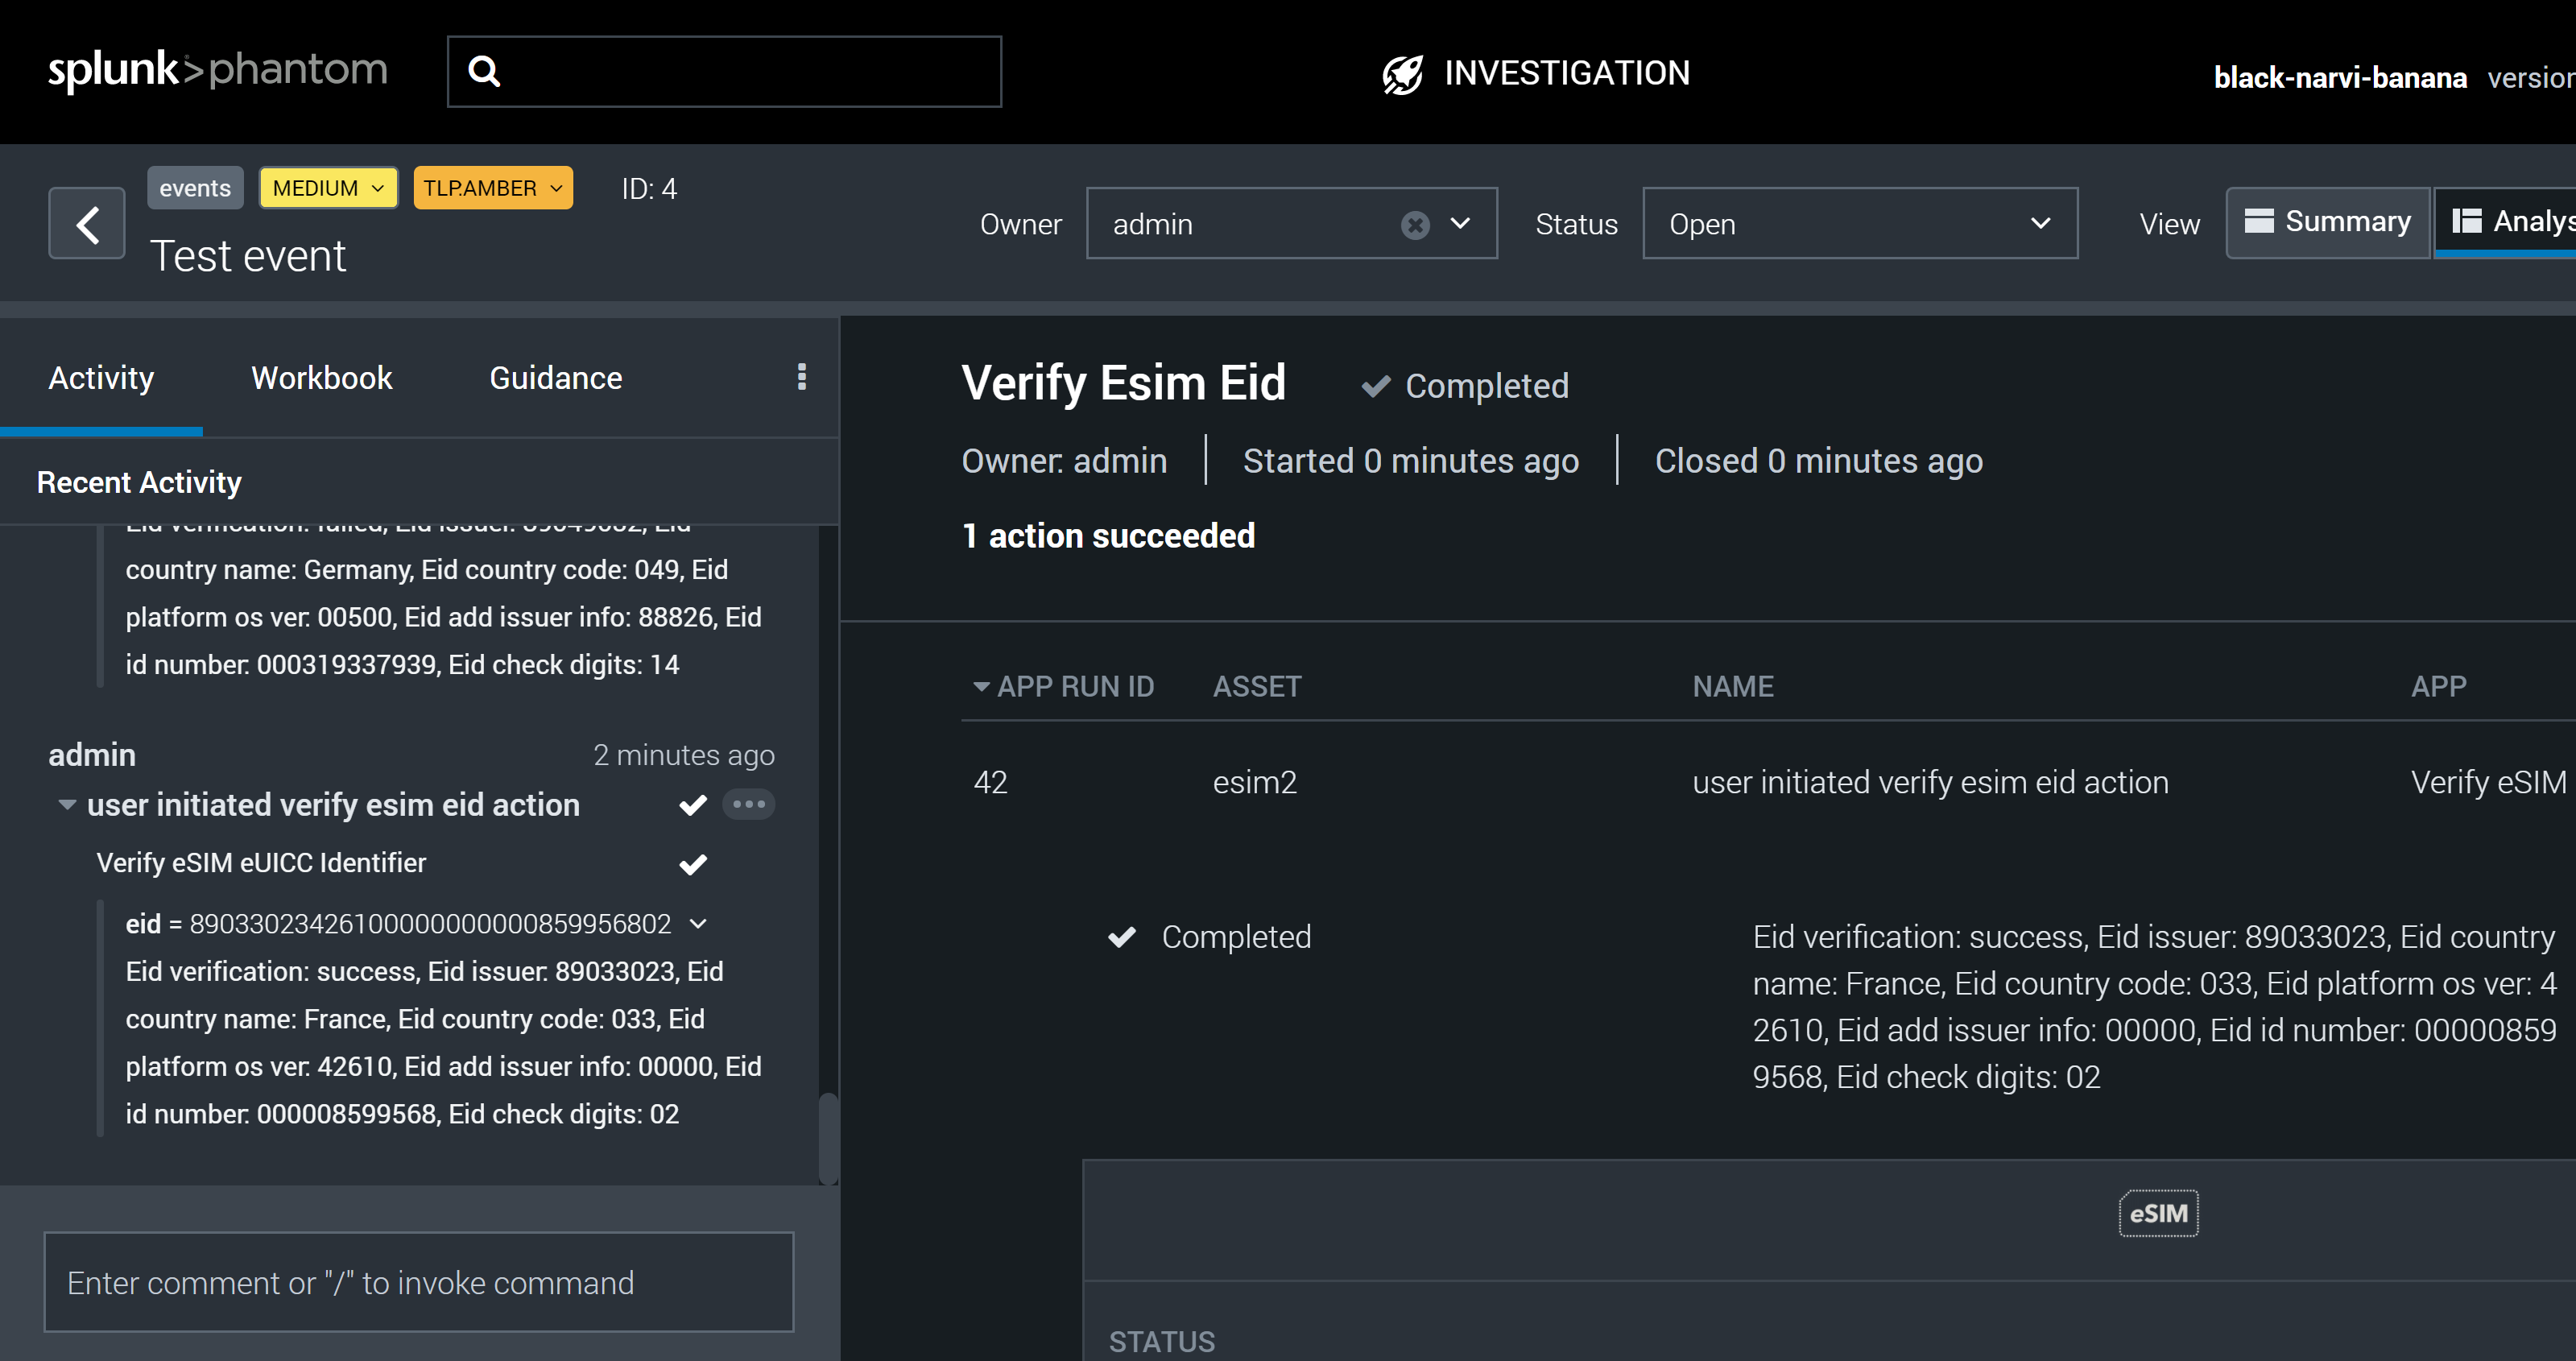 splunk>phantom
INVESTIGATION
black-narvi-banana
events MEDIUM TLP:AMBER ID: 4
Test event
Owner admin Status Open View Summary
Activity Workbook Guidance
Recent Activity
country name: Germany, Eid country code: 049, Eid
platform os ver: 00500, Eid add issuer info: 88826, Eid
id number: 000319337939, Eid check digits: 14
admin 2 minutes ago
user initiated verify esim eid action
Verify eSIM eUICC Identifier
eid = 89033023426100000000000859956802
Eid verification: success, Eid issuer: 89033023, Eid
country name: France, Eid country code: 033, Eid
platform os ver: 42610, Eid add issuer info: 00000, Eid
id number: 000008599568, Eid check digits: 02
Enter comment or "/" to invoke command
Verify Esim Eid Completed
Owner: admin Started 0 minutes ago Closed 0 minutes ago
1 action succeeded
APP RUN ID ASSET NAME APP
42 esim2 user initiated verify esim eid action Verify eSIM
Completed
Eid verification: success, Eid issuer: 89033023, Eid country
name: France, Eid country code: 033, Eid platform os ver: 4
2610, Eid add issuer info: 00000, Eid id number: 00000859
9568, Eid check digits: 02
eSIM
STATUS